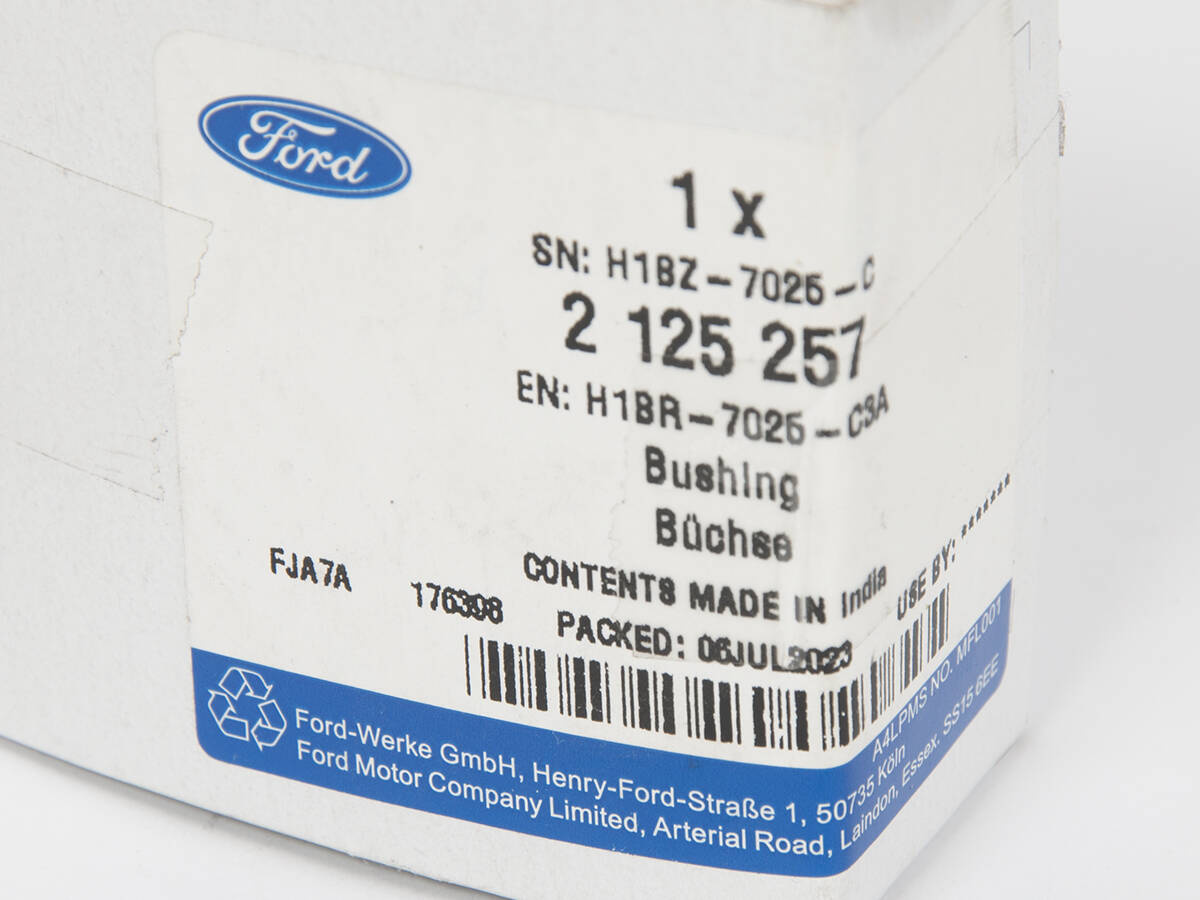 Ford
1 x
SN: H1BZ-7025-C
2 125 257
EN: H1BR-7025-C3A
Bushing
Büchse
CONTENTS MADE IN India
FJA7A 176398 PACKED: 06JUL2023 USE BY: *******
A4LPMS NO. MFL001
Ford-Werke GmbH, Henry-Ford-Straße 1, 50735 Köln
Ford Motor Company Limited, Arterial Road, Laindon, Essex. SS15 6EE